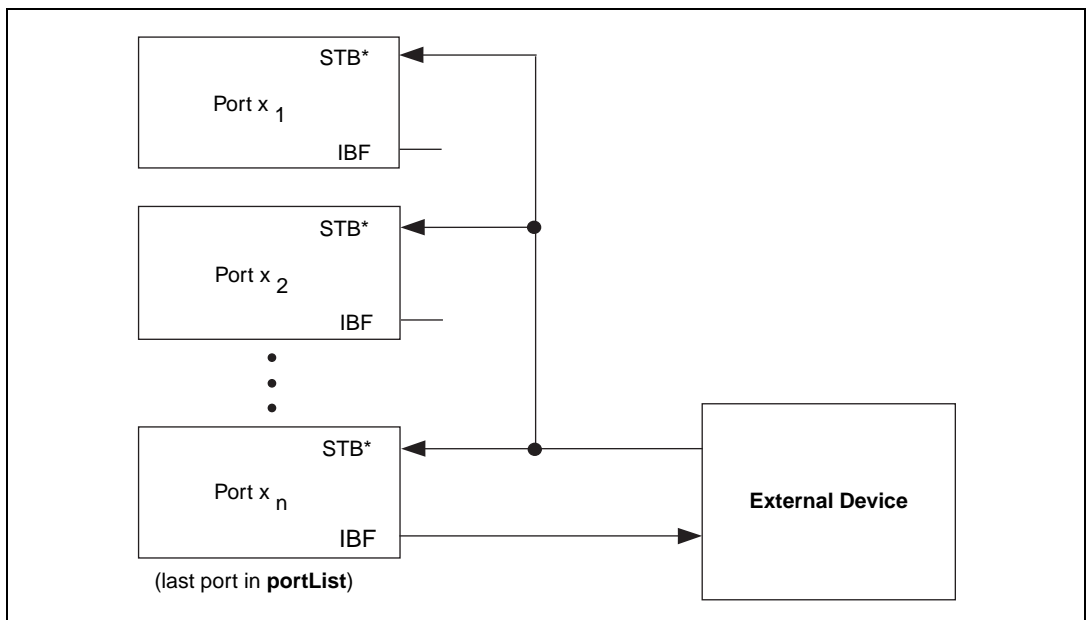 STB*
Port x 1
IBF
STB*
Port x 2
IBF
STB*
Port x n
IBF
(last port in portList)
External Device